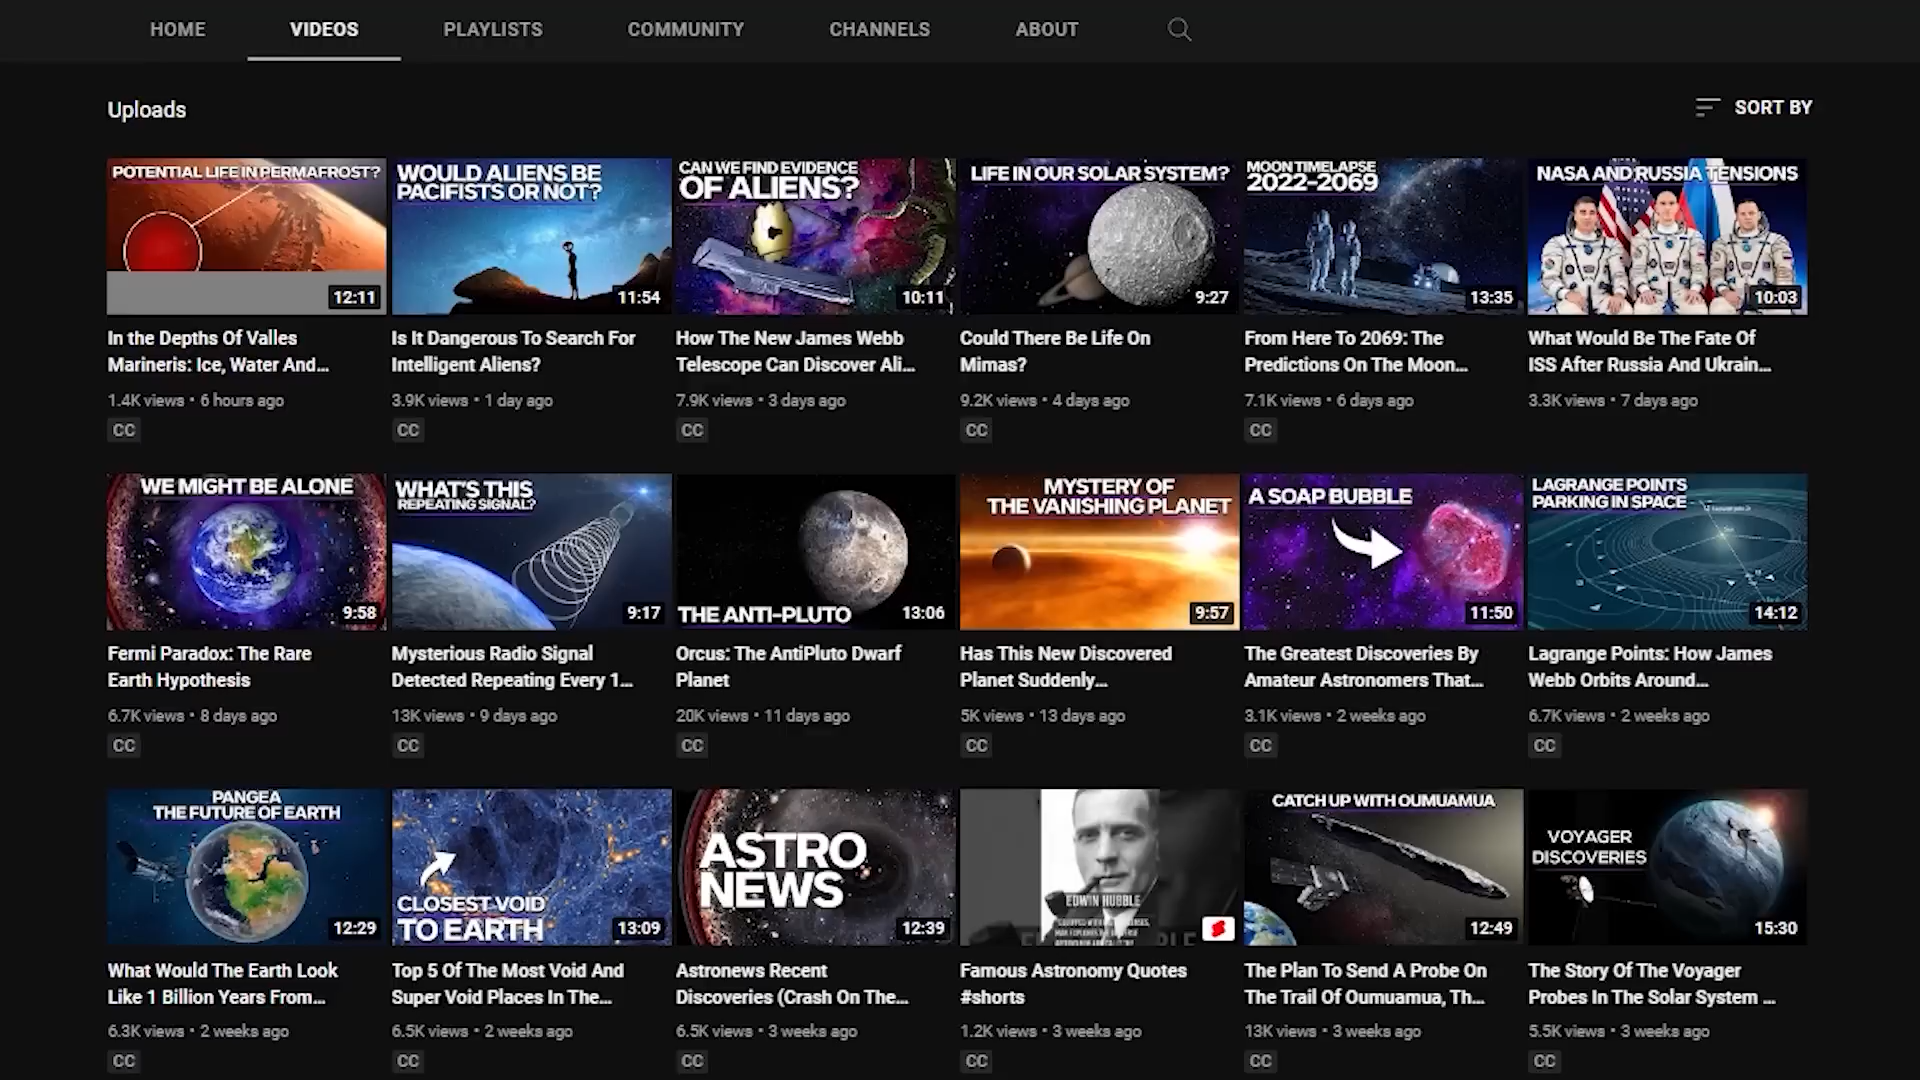 HOME VIDEOS PLAYLISTS COMMUNITY CHANNELS ABOUT
Uploads
SORT BY
POTENTIAL LIFE IN PERMAFROST?
12:11
In the Depths Of Valles
Marineris: Ice, Water And...
1.4K views • 6 hours ago
CC
WOULD ALIENS BE
PACIFISTS OR NOT?
11:54
Is It Dangerous To Search For
Intelligent Aliens?
3.9K views • 1 day ago
CC
CAN WE FIND EVIDENCE
OF ALIENS?
10:11
How The New James Webb
Telescope Can Discover Ali...
7.9K views • 3 days ago
CC
LIFE IN OUR SOLAR SYSTEM?
9:27
Could There Be Life On
Mimas?
9.2K views • 4 days ago
CC
MOON TIMELAPSE
2022-2069
13:35
From Here To 2069: The
Predictions On The Moon...
7.1K views • 6 days ago
CC
NASA AND RUSSIA TENSIONS
10:03
What Would Be The Fate Of
ISS After Russia And Ukrain...
3.3K views • 7 days ago
WE MIGHT BE ALONE
9:58
Fermi Paradox: The Rare
Earth Hypothesis
6.7K views • 8 days ago
CC
WHAT'S THIS
REPEATING SIGNAL?
9:17
Mysterious Radio Signal
Detected Repeating Every 1...
13K views • 9 days ago
CC
THE ANTI-PLUTO
13:06
Orcus: The AntiPluto Dwarf
Planet
20K views • 11 days ago
CC
MYSTERY OF
THE VANISHING PLANET
9:57
Has This New Discovered
Planet Suddenly...
5K views • 13 days ago
CC
A SOAP BUBBLE
11:50
The Greatest Discoveries By
Amateur Astronomers That...
3.1K views • 2 weeks ago
CC
LAGRANGE POINTS
PARKING IN SPACE
14:12
Lagrange Points: How James
Webb Orbits Around...
6.7K views • 2 weeks ago
CC
PANGEA
THE FUTURE OF EARTH
12:29
What Would The Earth Look
Like 1 Billion Years From...
6.3K views • 2 weeks ago
CC
CLOSEST VOID
TO EARTH
13:09
Top 5 Of The Most Void And
Super Void Places In The...
6.5K views • 2 weeks ago
CC
ASTRO
NEWS
12:39
Astronews Recent
Discoveries (Crash On The...
6.5K views • 3 weeks ago
CC
EDWIN HUBBLE
Famous Astronomy Quotes
#shorts
1.2K views • 3 weeks ago
CC
CATCH UP WITH OUMUAMUA
12:49
The Plan To Send A Probe On
The Trail Of Oumuamua, Th...
13K views • 3 weeks ago
CC
VOYAGER
DISCOVERIES
15:30
The Story Of The Voyager
Probes In The Solar System ...
5.5K views • 3 weeks ago
CC